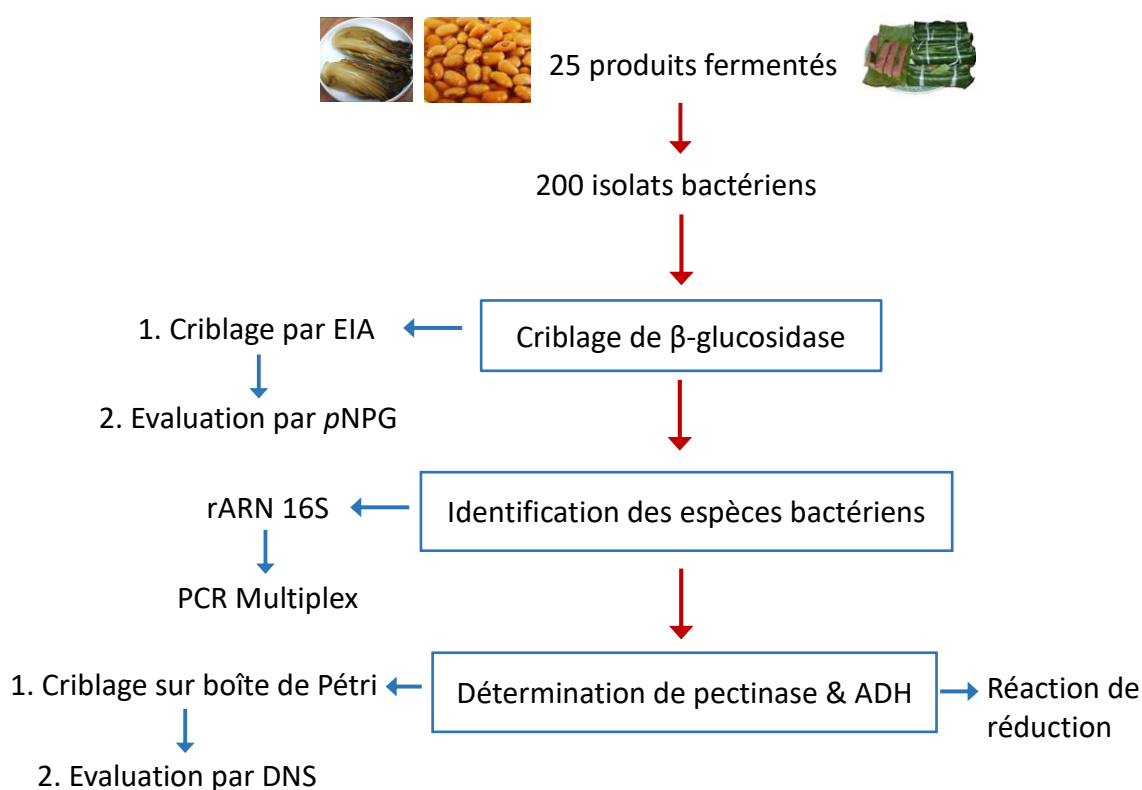 25 produits fermentés
200 isolats bactériens
Criblage de β-glucosidase
1. Criblage par EIA
2. Evaluation par pNPG
Identification des espèces bactériens
rARN 16S
PCR Multiplex
Détermination de pectinase & ADH
1. Criblage sur boîte de Pétri
2. Evaluation par DNS
Réaction de
réduction